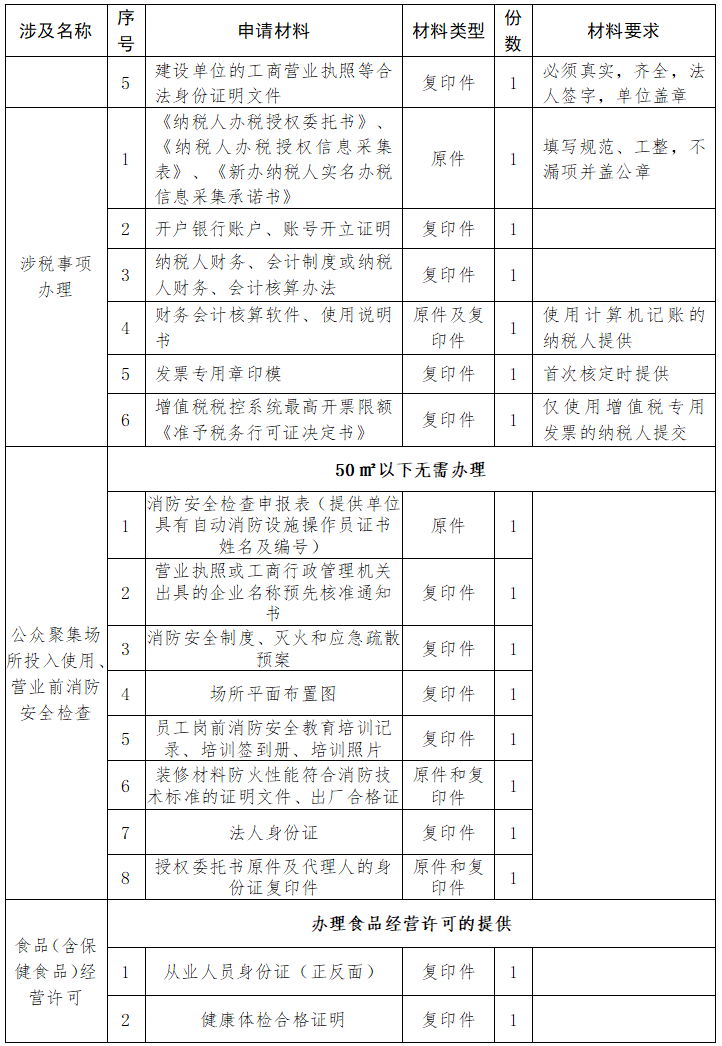 涉及名称 序号 申请材料 材料类型 份数 材料要求
5 建设单位的工商营业执照等合法身份证明文件 复印件 1 必须真实，齐全，法人签字，单位盖章
涉税事项办理
1 《纳税人办税授权委托书》、《纳税人办税授权信息采集表》、《新办纳税人实名办税信息采集承诺书》 原件 1 填写规范、工整，不漏项并盖公章
2 开户银行账户、账号开立证明 复印件 1
3 纳税人财务、会计制度或纳税人财务、会计核算办法 复印件 1
4 财务会计核算软件、使用说明书 原件及复印件 1 使用计算机记账的纳税人提供
5 发票专用章印模 复印件 1 首次核定时提供
6 增值税税控系统最高开票限额《准予税务行可证决定书》 复印件 1 仅使用增值税专用发票的纳税人提交
公众聚集场所投入使用、营业前消防安全检查
50㎡以下无需办理
1 消防安全检查申报表（提供单位具有自动消防设施操作员证书姓名及编号） 原件 1
2 营业执照或工商行政管理机关出具的企业名称预先核准通知书 复印件 1
3 消防安全制度、灭火和应急疏散预案 复印件 1
4 场所平面布置图 复印件 1
5 员工岗前消防安全教育培训记录、培训签到册、培训照片 复印件 1
6 装修材料防火性能符合消防技术标准的证明文件、出厂合格证 原件和复印件 1
7 法人身份证 复印件 1
8 授权委托书原件及代理人的身份证复印件 原件和复印件 1
食品(含保健食品)经营许可
办理食品经营许可的提供
1 从业人员身份证（正反面） 复印件 1
2 健康体检合格证明 复印件 1